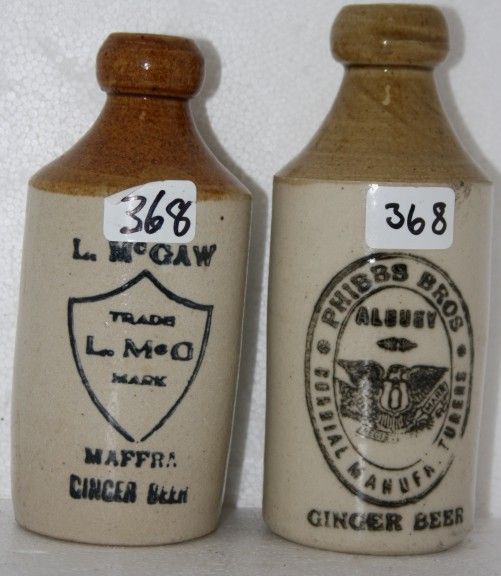 368
L. McGAW
TRADE
L. McG
MARK
MAFFRA
GINGER BEER
368
PHIBBS BROS
ALBURY
CORDIAL MANUFACTURERS
GINGER BEER